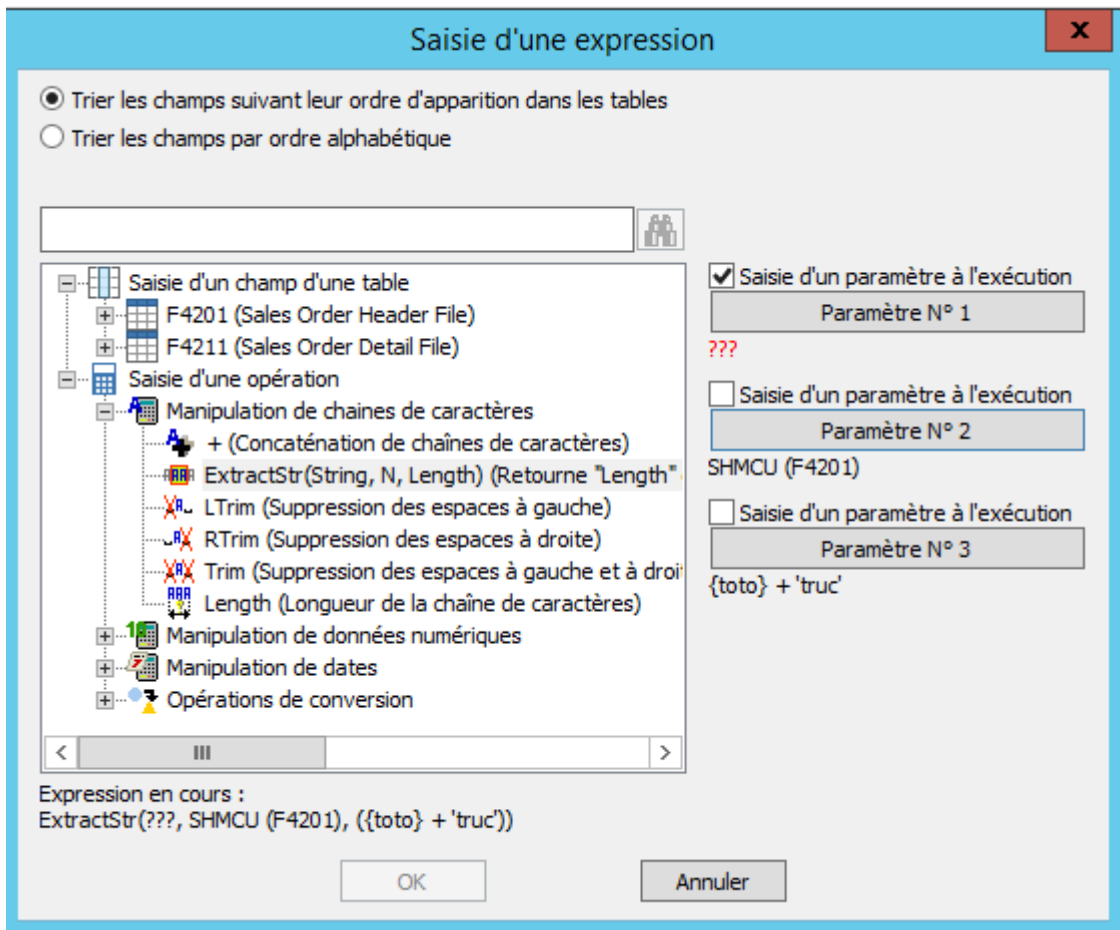 Saisie d'une expression
x
Trier les champs suivant leur ordre d'apparition dans les tables
Trier les champs par ordre alphabétique
Saisie d'un champ d'une table
F4201 (Sales Order Header File)
F4211 (Sales Order Detail File)
Saisie d'une opération
Manipulation de chaines de caractères
+ (Concaténation de chaînes de caractères)
ExtractStr(String, N, Length) (Retourne "Length"
LTrim (Suppression des espaces à gauche)
RTrim (Suppression des espaces à droite)
Trim (Suppression des espaces à gauche et à droi
Length (Longueur de la chaîne de caractères)
Manipulation de données numériques
Manipulation de dates
Opérations de conversion
Saisie d'un paramètre à l'exécution
Paramètre N° 1
???
Saisie d'un paramètre à l'exécution
Paramètre N° 2
SHMCU (F4201)
Saisie d'un paramètre à l'exécution
Paramètre N° 3
{toto} + 'truc'
Expression en cours :
ExtractStr(???, SHMCU (F4201), ({toto} + 'truc'))
OK
Annuler